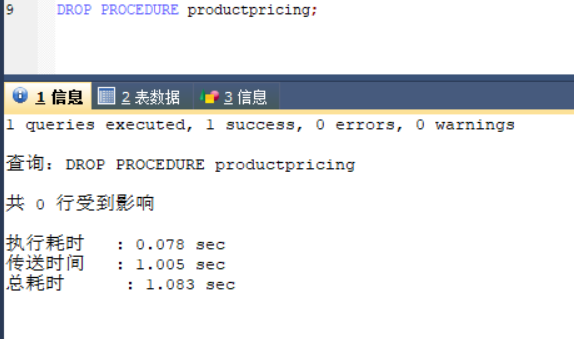 9 DROP PROCEDURE productpricing;
1 信息 2 表数据 3 信息
1 queries executed, 1 success, 0 errors, 0 warnings
查询: DROP PROCEDURE productpricing
共 0 行受到影响
执行耗时 : 0.078 sec
传送时间 : 1.005 sec
总耗时 : 1.083 sec